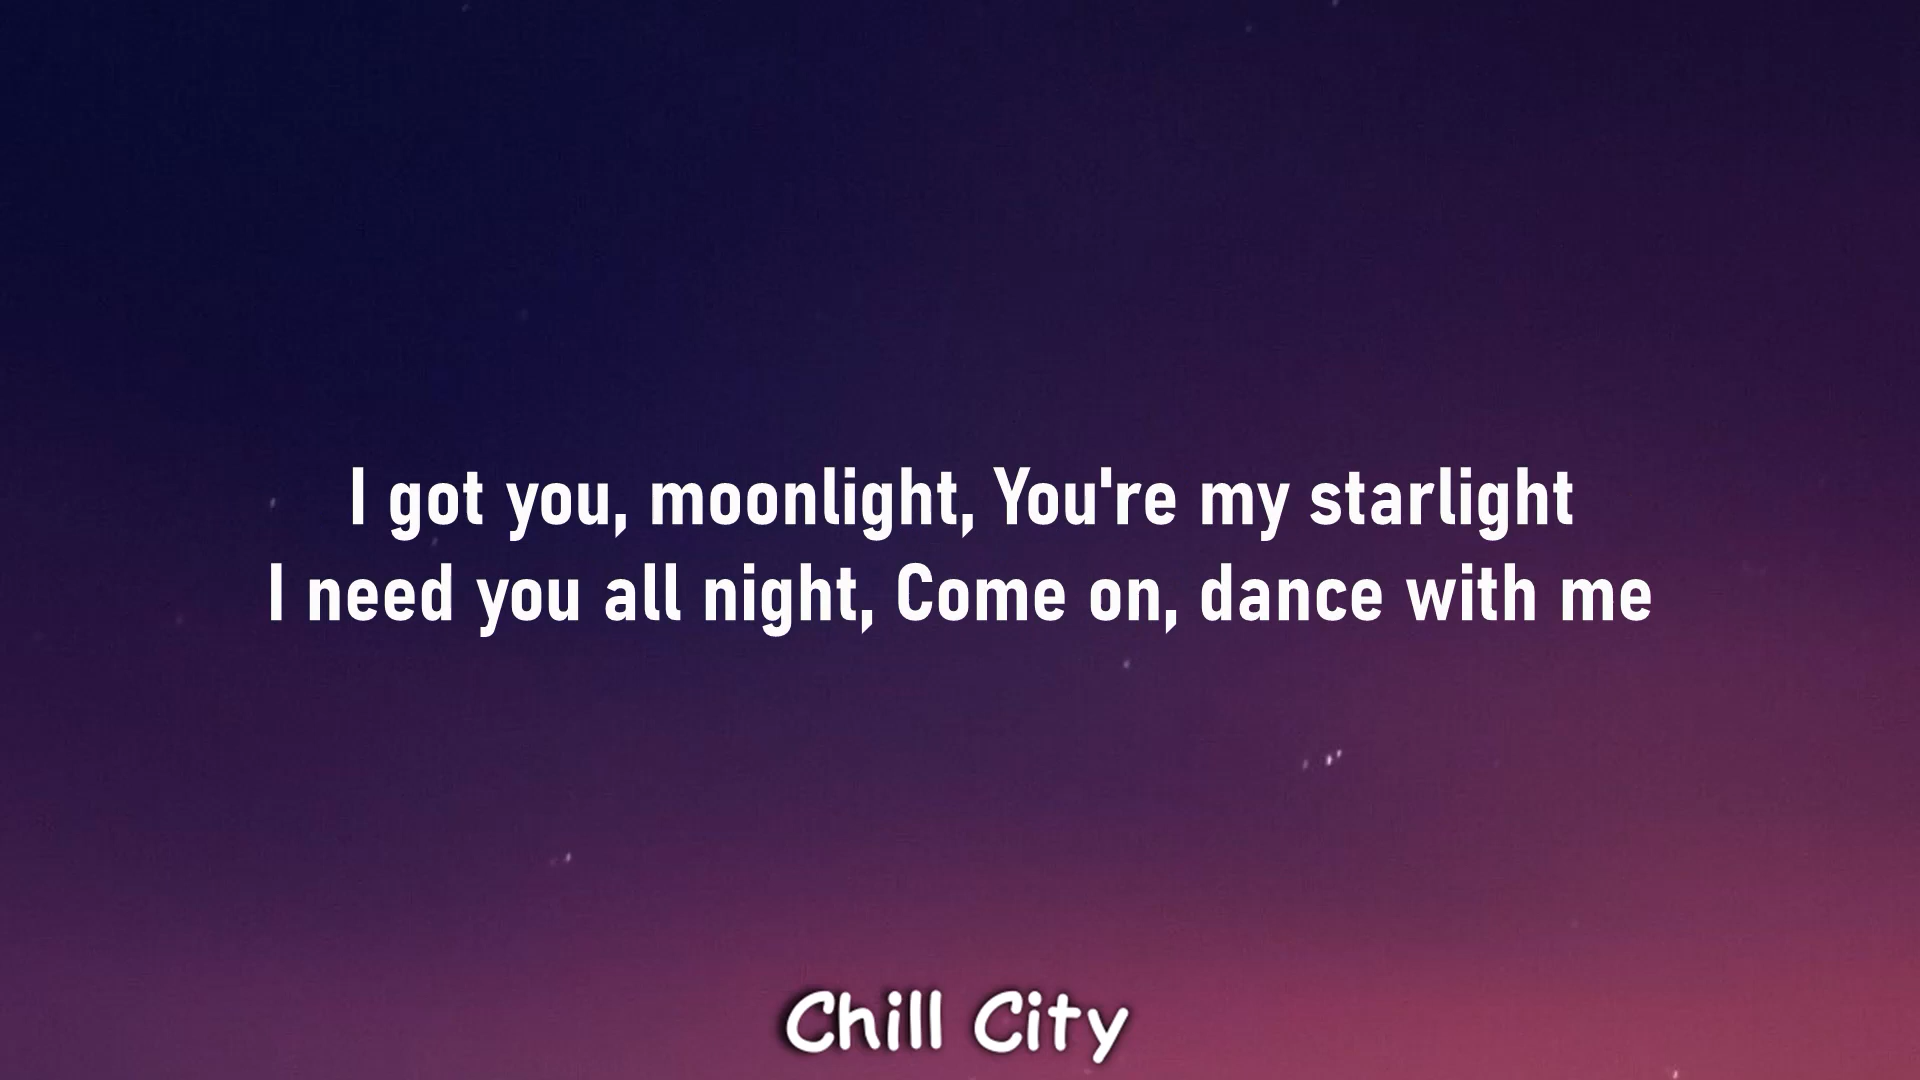 I got you, moonlight, You're my starlight
I need you all night, Come on, dance with me
Chill City